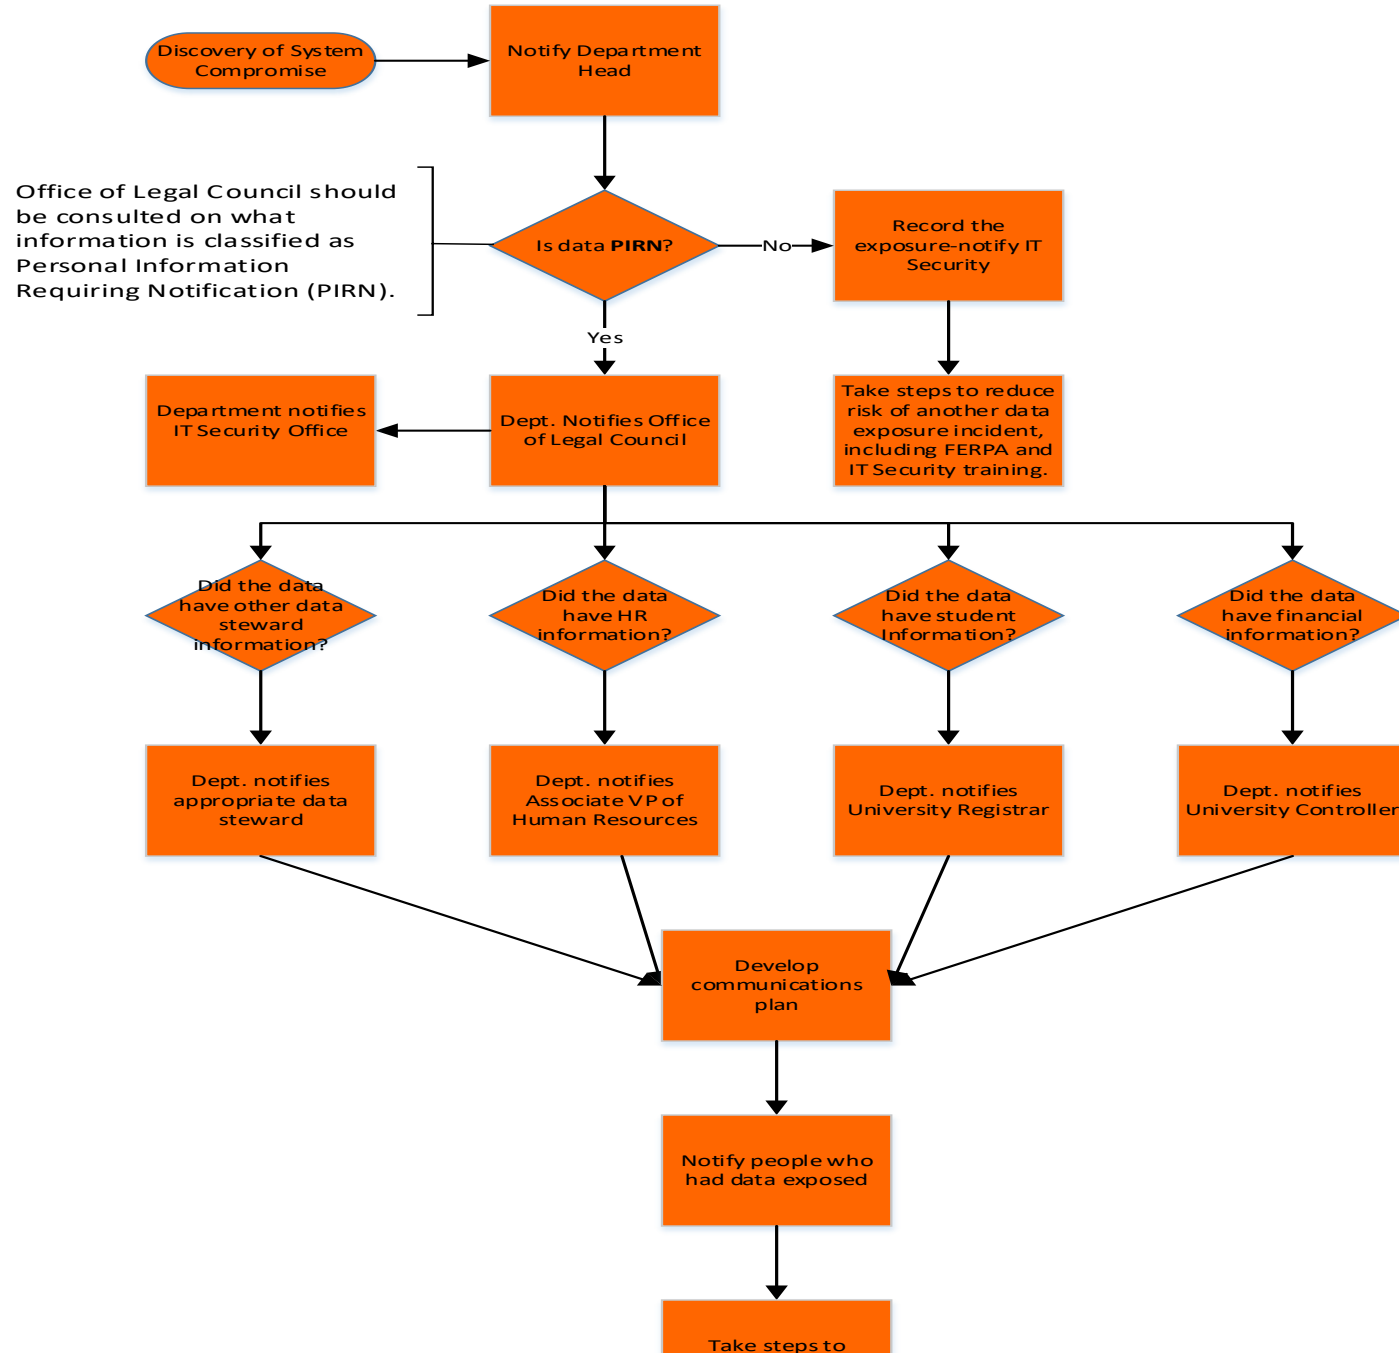 Discovery of System
Compromise
Notify Department
Head
Office of Legal Council should
be consulted on what
information is classified as
Personal Information
Requiring Notification (PIRN).
Is data PIRN?
No
Record the
exposure-notify IT
Security
Yes
Department notifies
IT Security Office
Dept. Notifies Office
of Legal Council
Take steps to reduce
risk of another data
exposure incident,
including FERPA and
IT Security training.
Did the data
have other data
steward
information?
Did the data
have HR
information?
Did the data
have student
Information?
Did the data
have financial
information?
Dept. notifies
appropriate data
steward
Dept. notifies
Associate VP of
Human Resources
Dept. notifies
University Registrar
Dept. notifies
University Controller
Develop
communications
plan
Notify people who
had data exposed
Take steps to